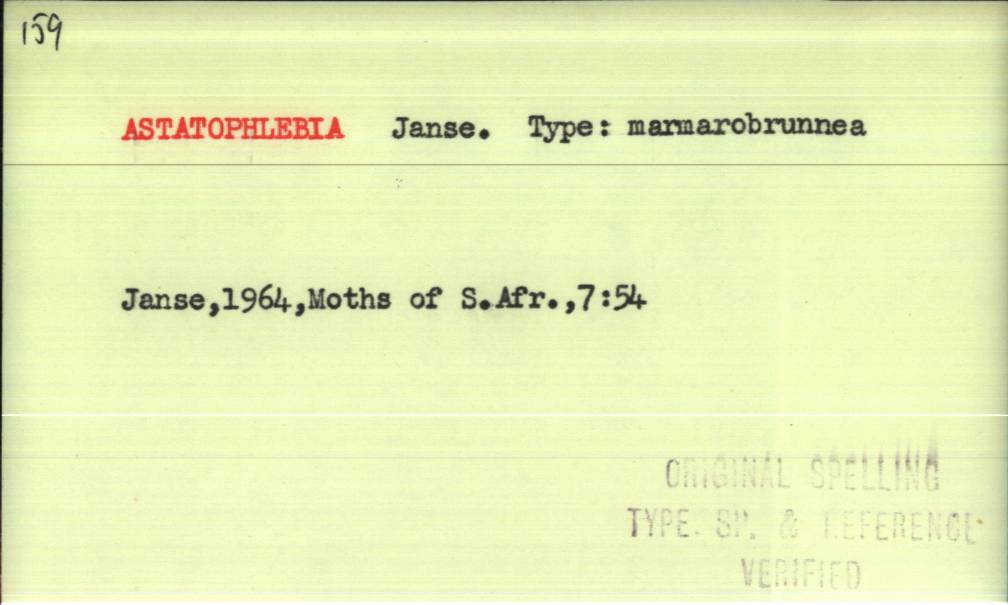 159
ASTATOPHLEBIA Janse. Type: marmarobrunnea
Janse,1964,Moths of S.Afr.,7:54
ORIGINAL SPELLING
TYPE. SP. & REFERENCE
VERIFIED